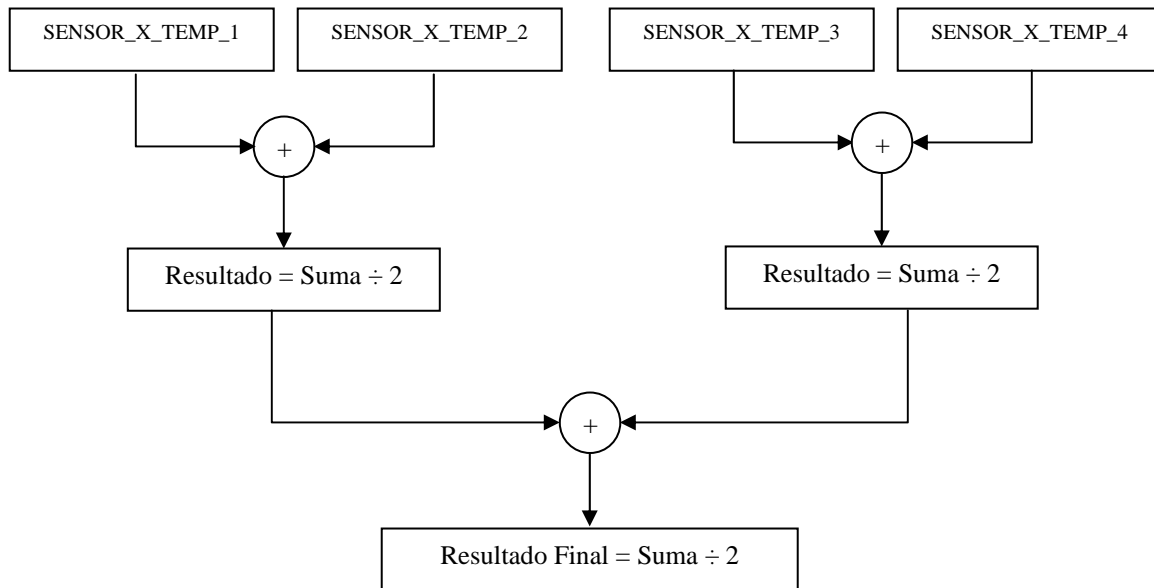 SENSOR_X_TEMP_1
SENSOR_X_TEMP_2
SENSOR_X_TEMP_3
SENSOR_X_TEMP_4
+
+
Resultado = Suma ÷ 2
Resultado = Suma ÷ 2
+
Resultado Final = Suma ÷ 2